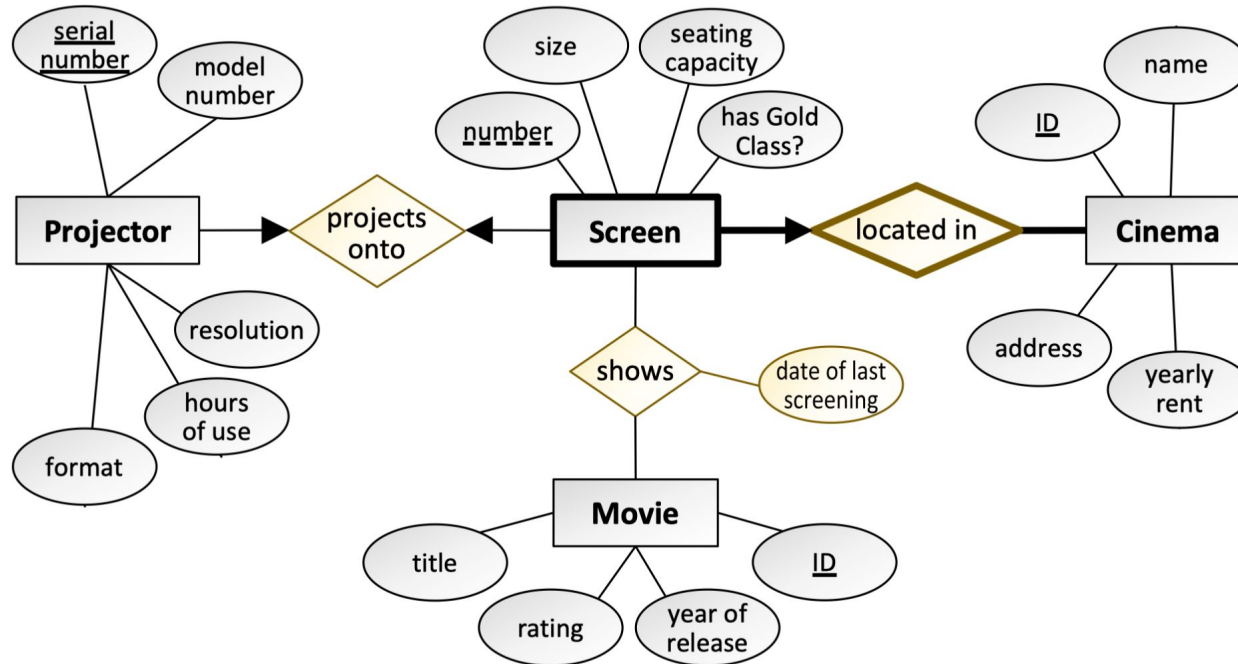 serial
number
model
number
size
seating
capacity
number
has Gold
Class?
name
ID
Projector
projects
onto
Screen
located in
Cinema
resolution
hours
of use
format
shows
date of last
screening
address
yearly
rent
Movie
title
rating
year of
release
ID